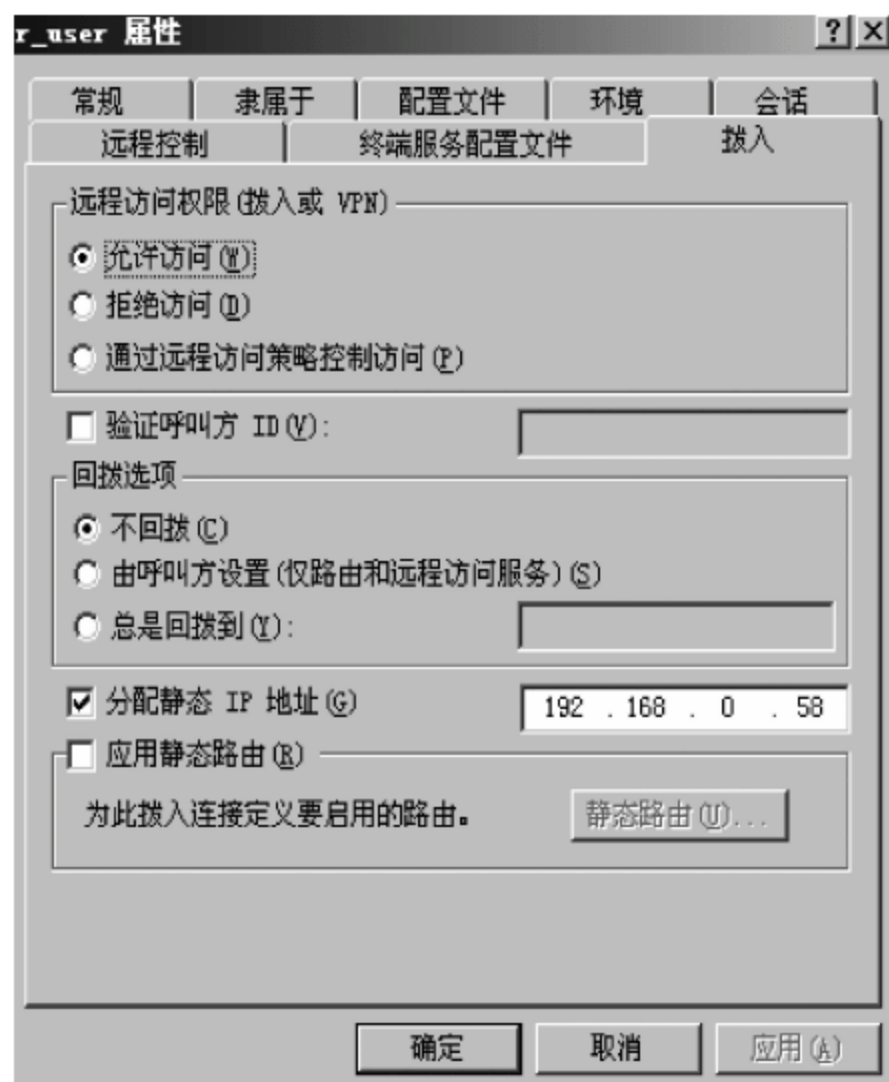 r_user 属性
常规 隶属于 配置文件 环境 会话
远程控制 终端服务配置文件 拨入
远程访问权限(拨入或 VPN)
允许访问(W)
拒绝访问(D)
通过远程访问策略控制访问(P)
验证呼叫方 ID(V):
回拨选项
不回拨(C)
由呼叫方设置(仅路由和远程访问服务)(S)
总是回拨到(Y):
分配静态 IP 地址(G) 192 . 168 . 0 . 58
应用静态路由(R)
为此拨入连接定义要启用的路由。 静态路由(U)...
确定 取消 应用(A)